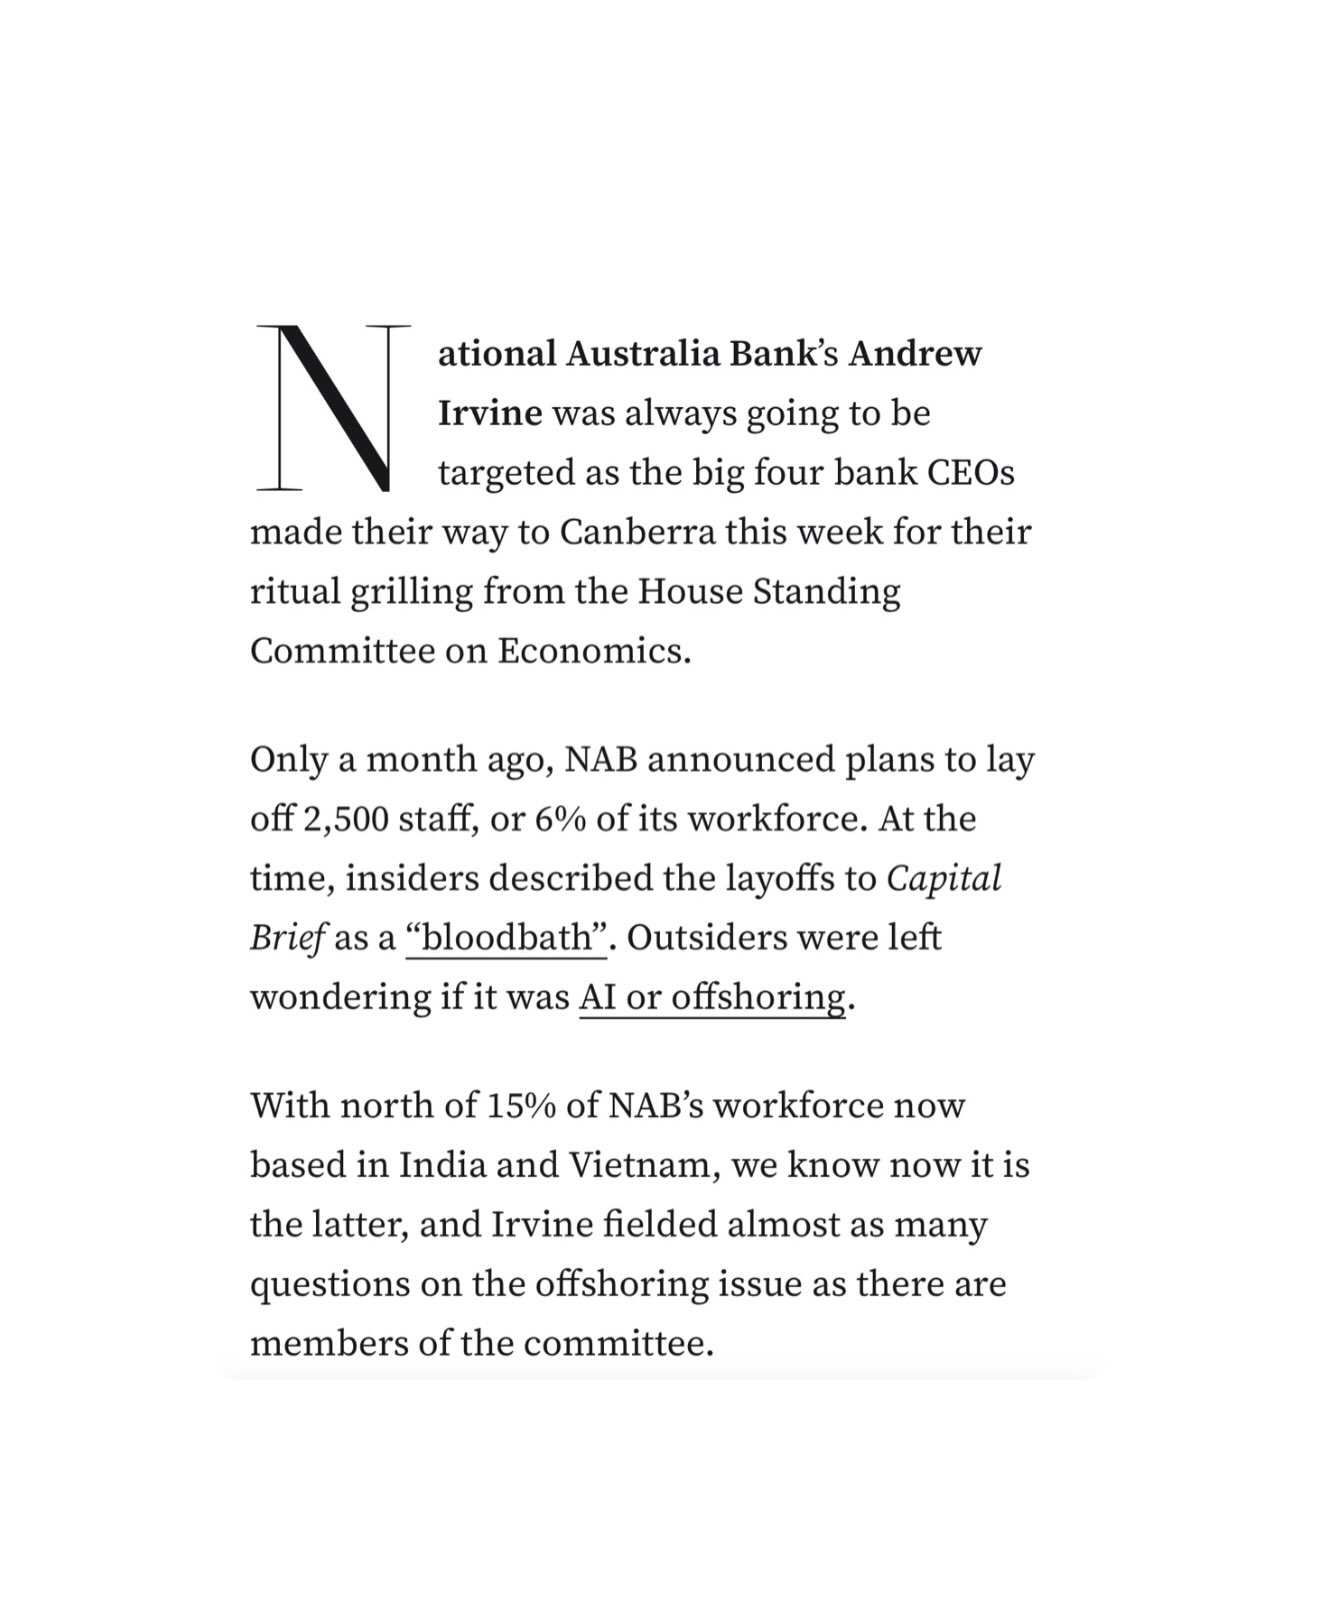 National Australia Bank’s Andrew
Irvine was always going to be
targeted as the big four bank CEOs
made their way to Canberra this week for their
ritual grilling from the House Standing
Committee on Economics.
Only a month ago, NAB announced plans to lay
off 2,500 staff, or 6% of its workforce. At the
time, insiders described the layoffs to Capital
Brief as a “bloodbath”. Outsiders were left
wondering if it was AI or offshoring.
With north of 15% of NAB’s workforce now
based in India and Vietnam, we know now it is
the latter, and Irvine fielded almost as many
questions on the offshoring issue as there are
members of the committee.